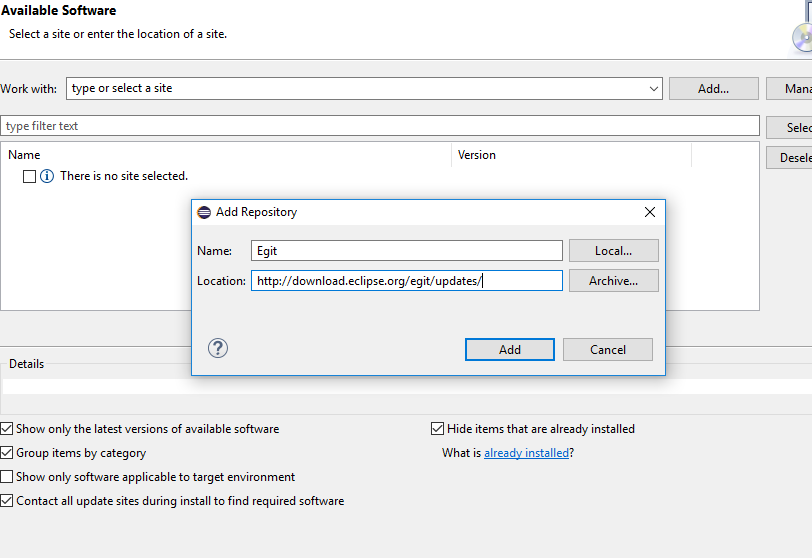 Available Software
Select a site or enter the location of a site.
Work with: type or select a site Add... Mana
type filter text Selec
Name Version Desele
There is no site selected.
Add Repository
Name: Egit Local...
Location: http://download.eclipse.org/egit/updates/ Archive...
Add Cancel
Details
Show only the latest versions of available software Hide items that are already installed
Group items by category What is already installed?
Show only software applicable to target environment
Contact all update sites during install to find required software